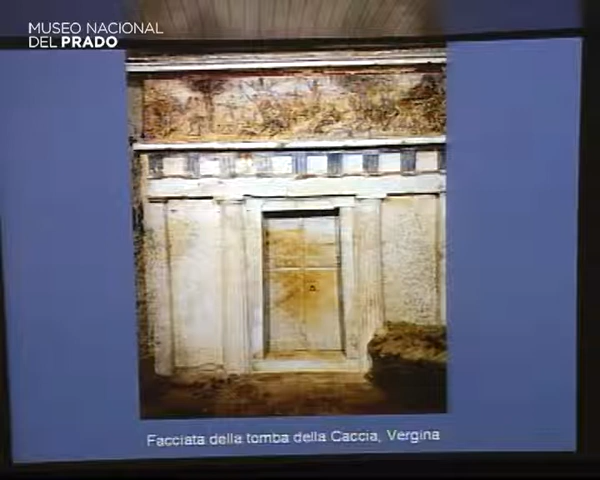 MUSEO NACIONAL
DEL PRADO
Facciata della tomba della Caccia, Vergina